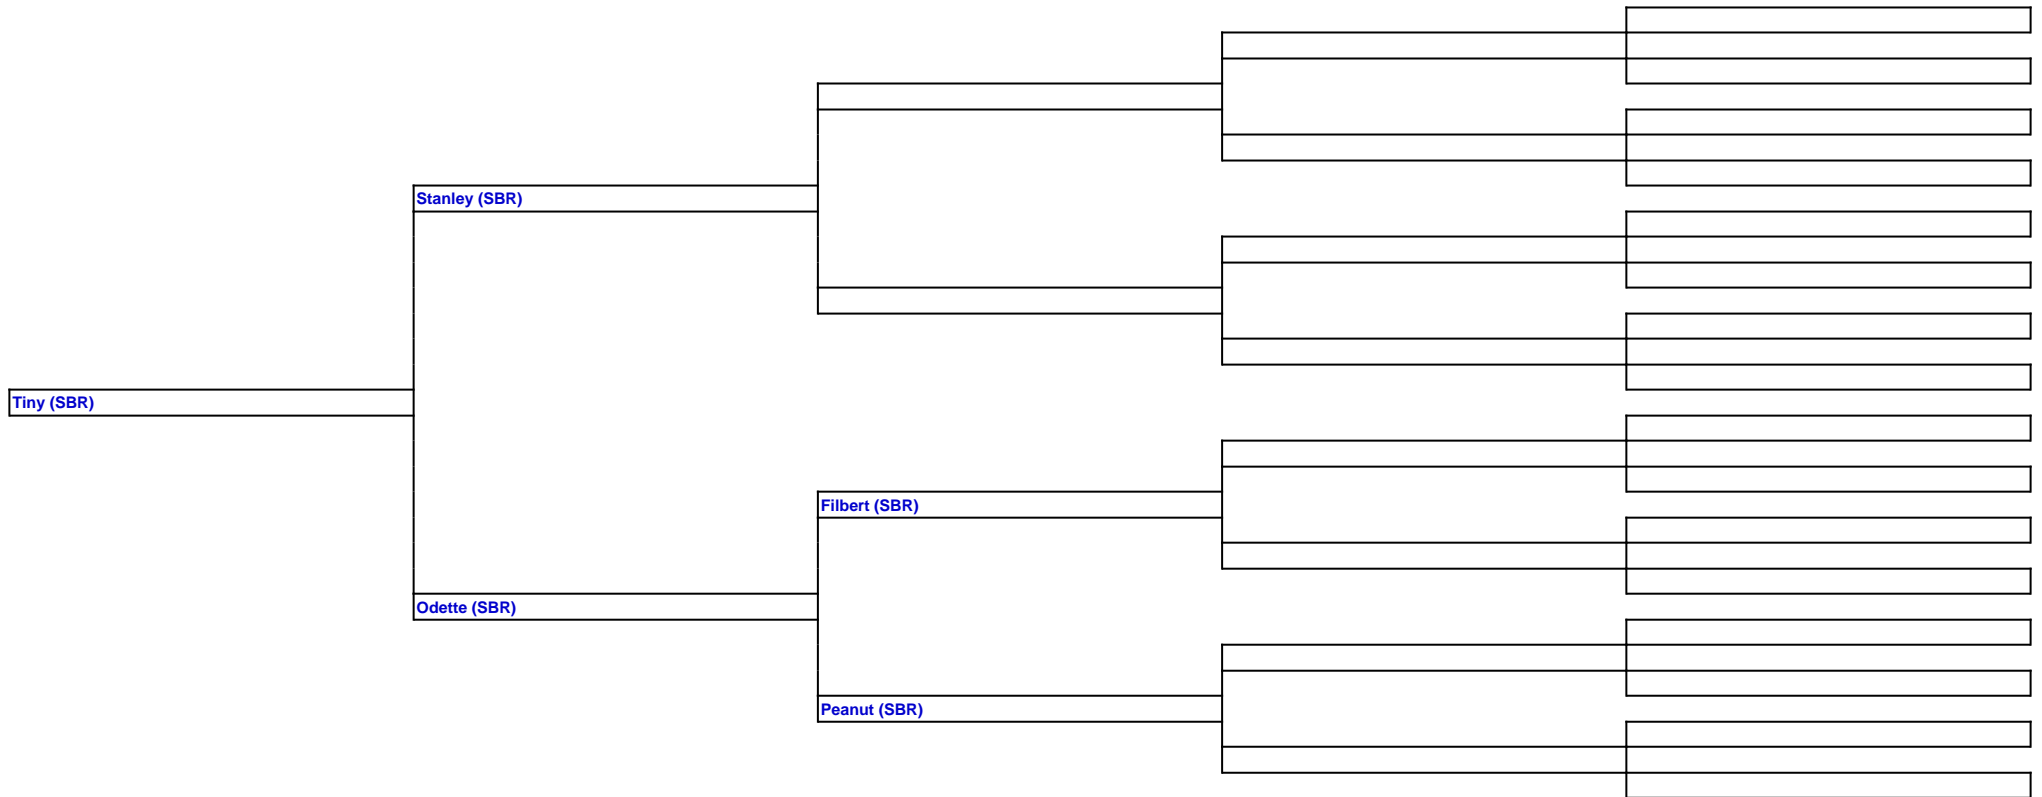 Stanley (SBR)
Tiny (SBR)
Filbert (SBR)
Odette (SBR)
Peanut (SBR)